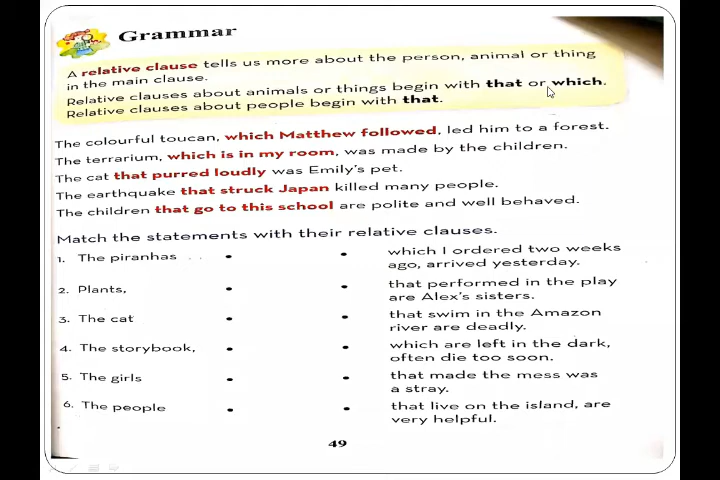 Grammar
A relative clause tells us more about the person, animal or thing
in the main clause.
Relative clauses about animals or things begin with that or which.
Relative clauses about people begin with that.
The colourful toucan, which Matthew followed, led him to a forest.
The terrarium, which is in my room, was made by the children.
The cat that purred loudly was Emily's pet.
The earthquake that struck Japan killed many people.
The children that go to this school are polite and well behaved.
Match the statements with their relative clauses.
1. The piranhas • • which I ordered two weeks
ago, arrived yesterday.
2. Plants, • • that performed in the play
are Alex's sisters.
3. The cat • • that swim in the Amazon
river are deadly.
4. The storybook, • • which are left in the dark,
often die too soon.
5. The girls • • that made the mess was
a stray.
6. The people • • that live on the island, are
very helpful.
49